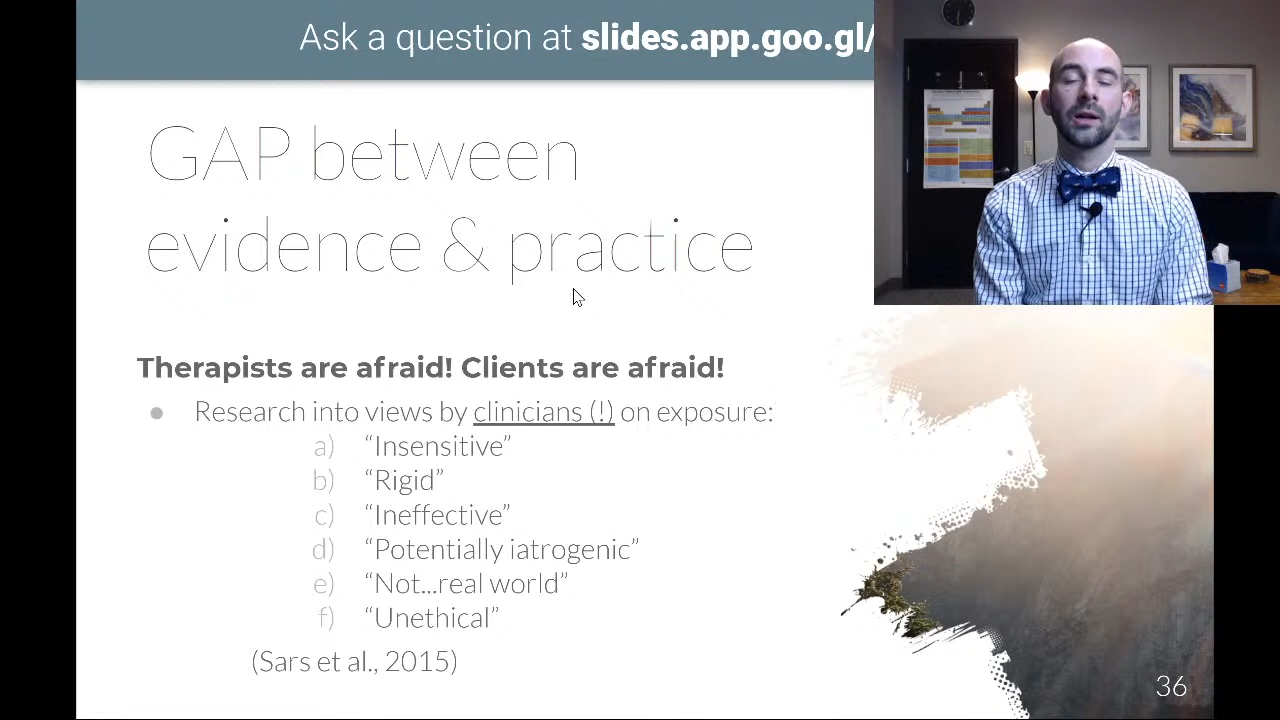 Ask a question at slides.app.goo.gl/
GAP between
evidence & practice
Therapists are afraid! Clients are afraid!
● Research into views by clinicians (!) on exposure:
a) “Insensitive”
b) “Rigid”
c) “Ineffective”
d) “Potentially iatrogenic”
e) “Not...real world”
f) “Unethical”
(Sars et al., 2015)
36